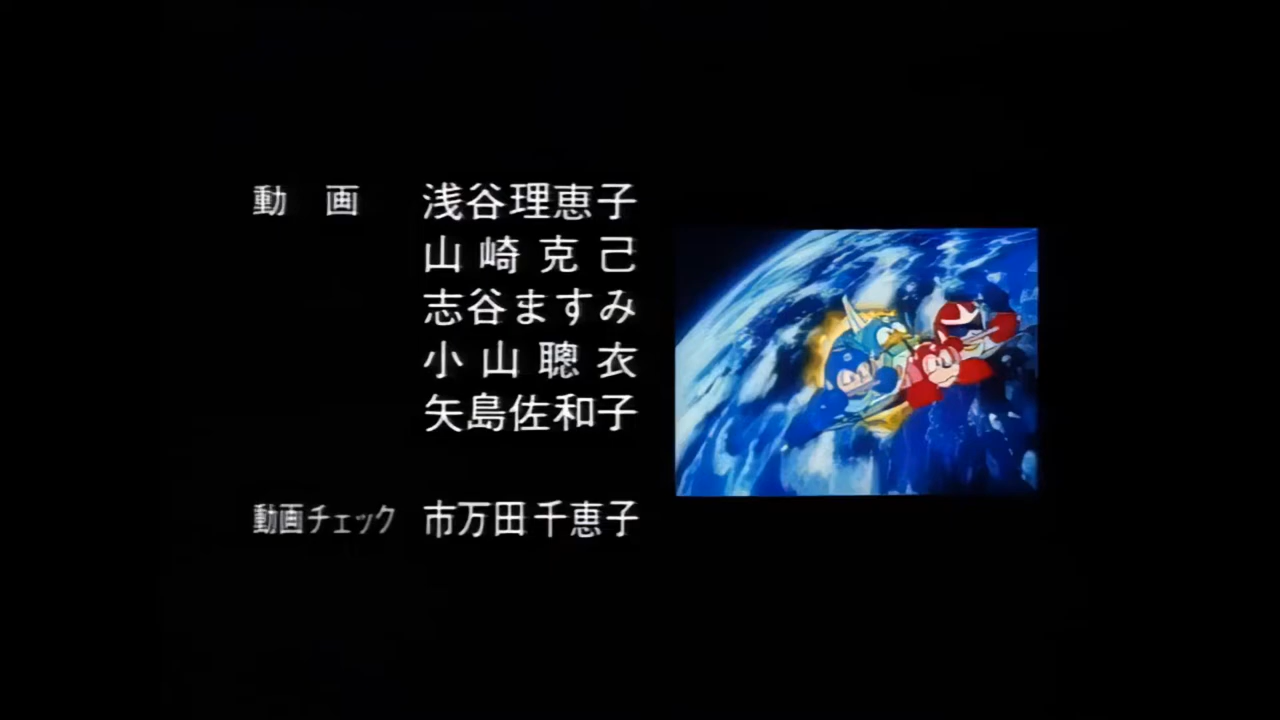 動　画　浅谷理恵子
山崎克己
志谷ますみ
小山聰衣
矢島佐和子
動画チェック　市万田千恵子